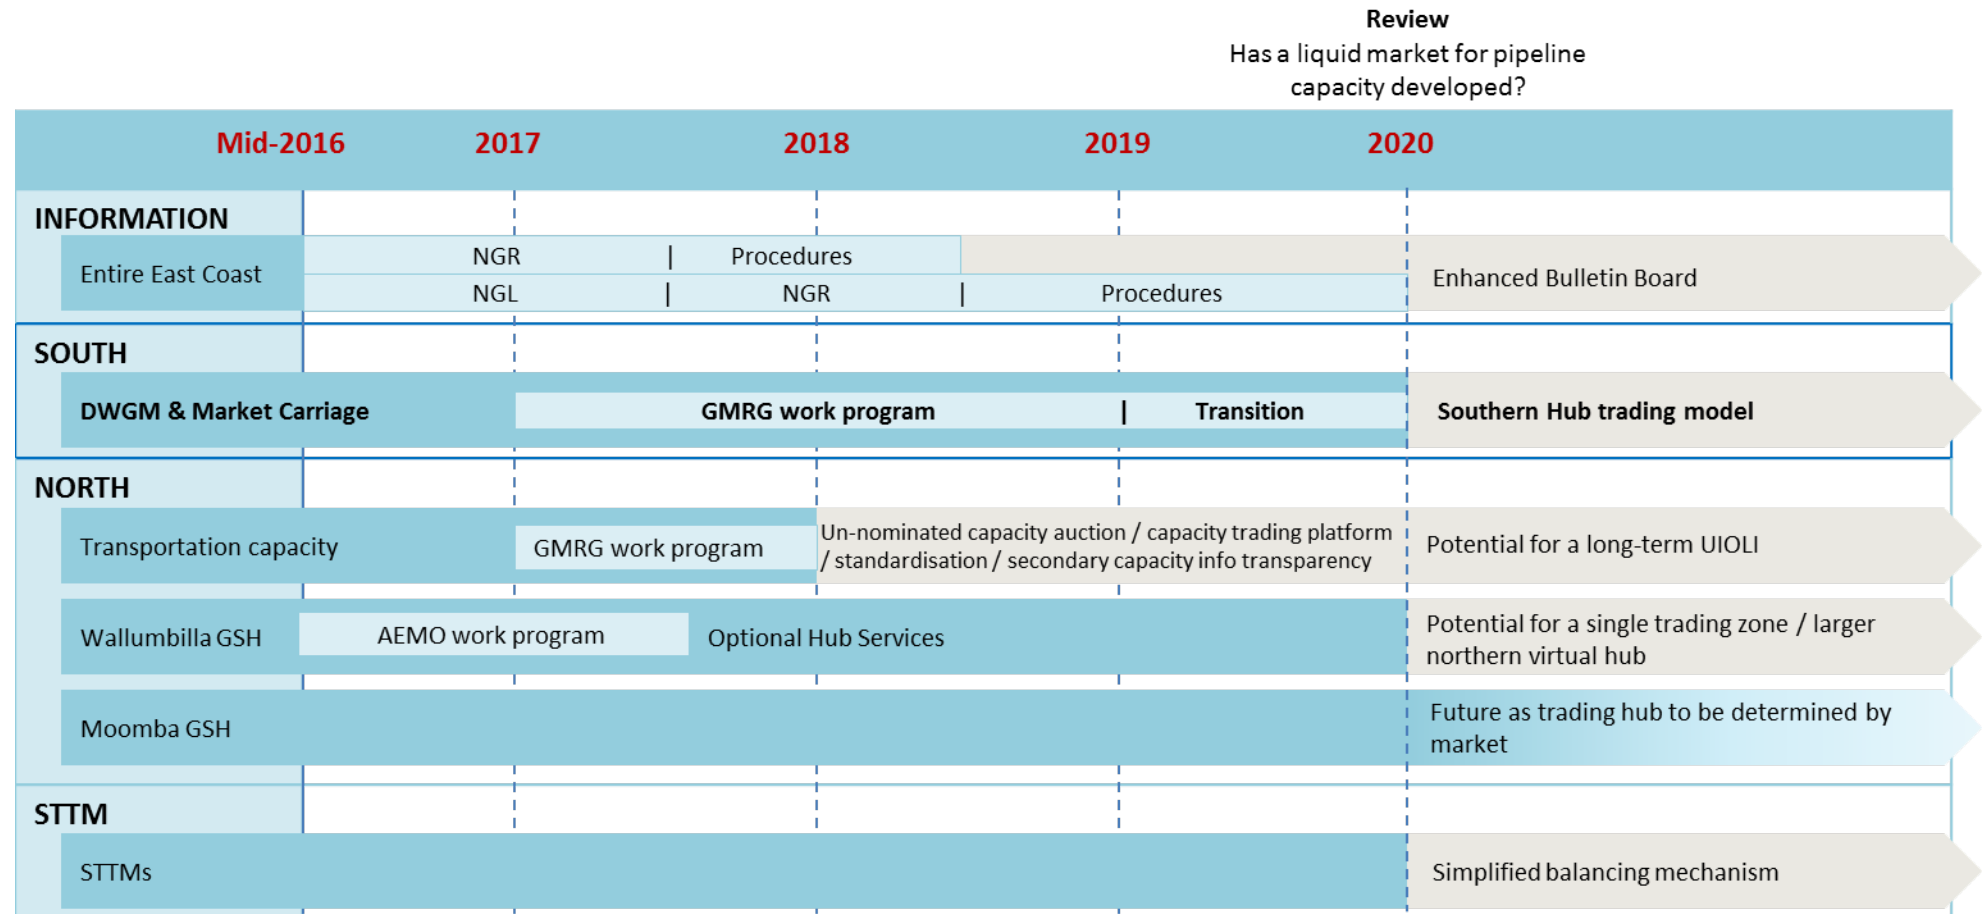 Review
Has a liquid market for pipeline
capacity developed?
Mid-2016 2017 2018 2019 2020
INFORMATION
Entire East Coast
NGR | Procedures
NGL | NGR | Procedures
Enhanced Bulletin Board
SOUTH
DWGM & Market Carriage
GMRG work program | Transition
Southern Hub trading model
NORTH
Transportation capacity
GMRG work program
Un-nominated capacity auction / capacity trading platform
/ standardisation / secondary capacity info transparency
Potential for a long-term UIOLI
Wallumbilla GSH
AEMO work program
Optional Hub Services
Potential for a single trading zone / larger
northern virtual hub
Moomba GSH
Future as trading hub to be determined by
market
STTM
STTMs
Simplified balancing mechanism